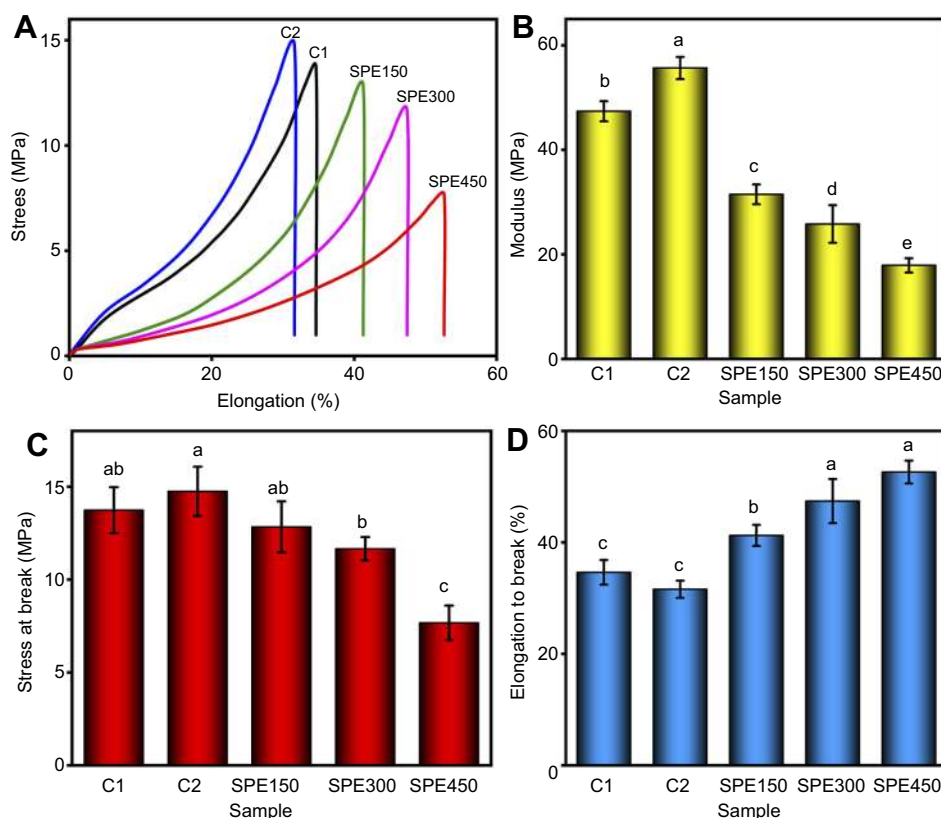 A
Strees (MPa)
15
10
5
0
C2
C1
SPE150
SPE300
SPE450
0
20
40
60
Elongation (%)
B
Modulus (MPa)
60
40
20
0
b
a
c
d
e
C1
C2
SPE150
SPE300
SPE450
Sample
C
Stress at break (MPa)
15
10
5
0
ab
a
ab
b
c
C1
C2
SPE150
SPE300
SPE450
Sample
D
Elongation to break (%)
60
40
20
0
c
c
b
a
a
C1
C2
SPE150
SPE300
SPE450
Sample